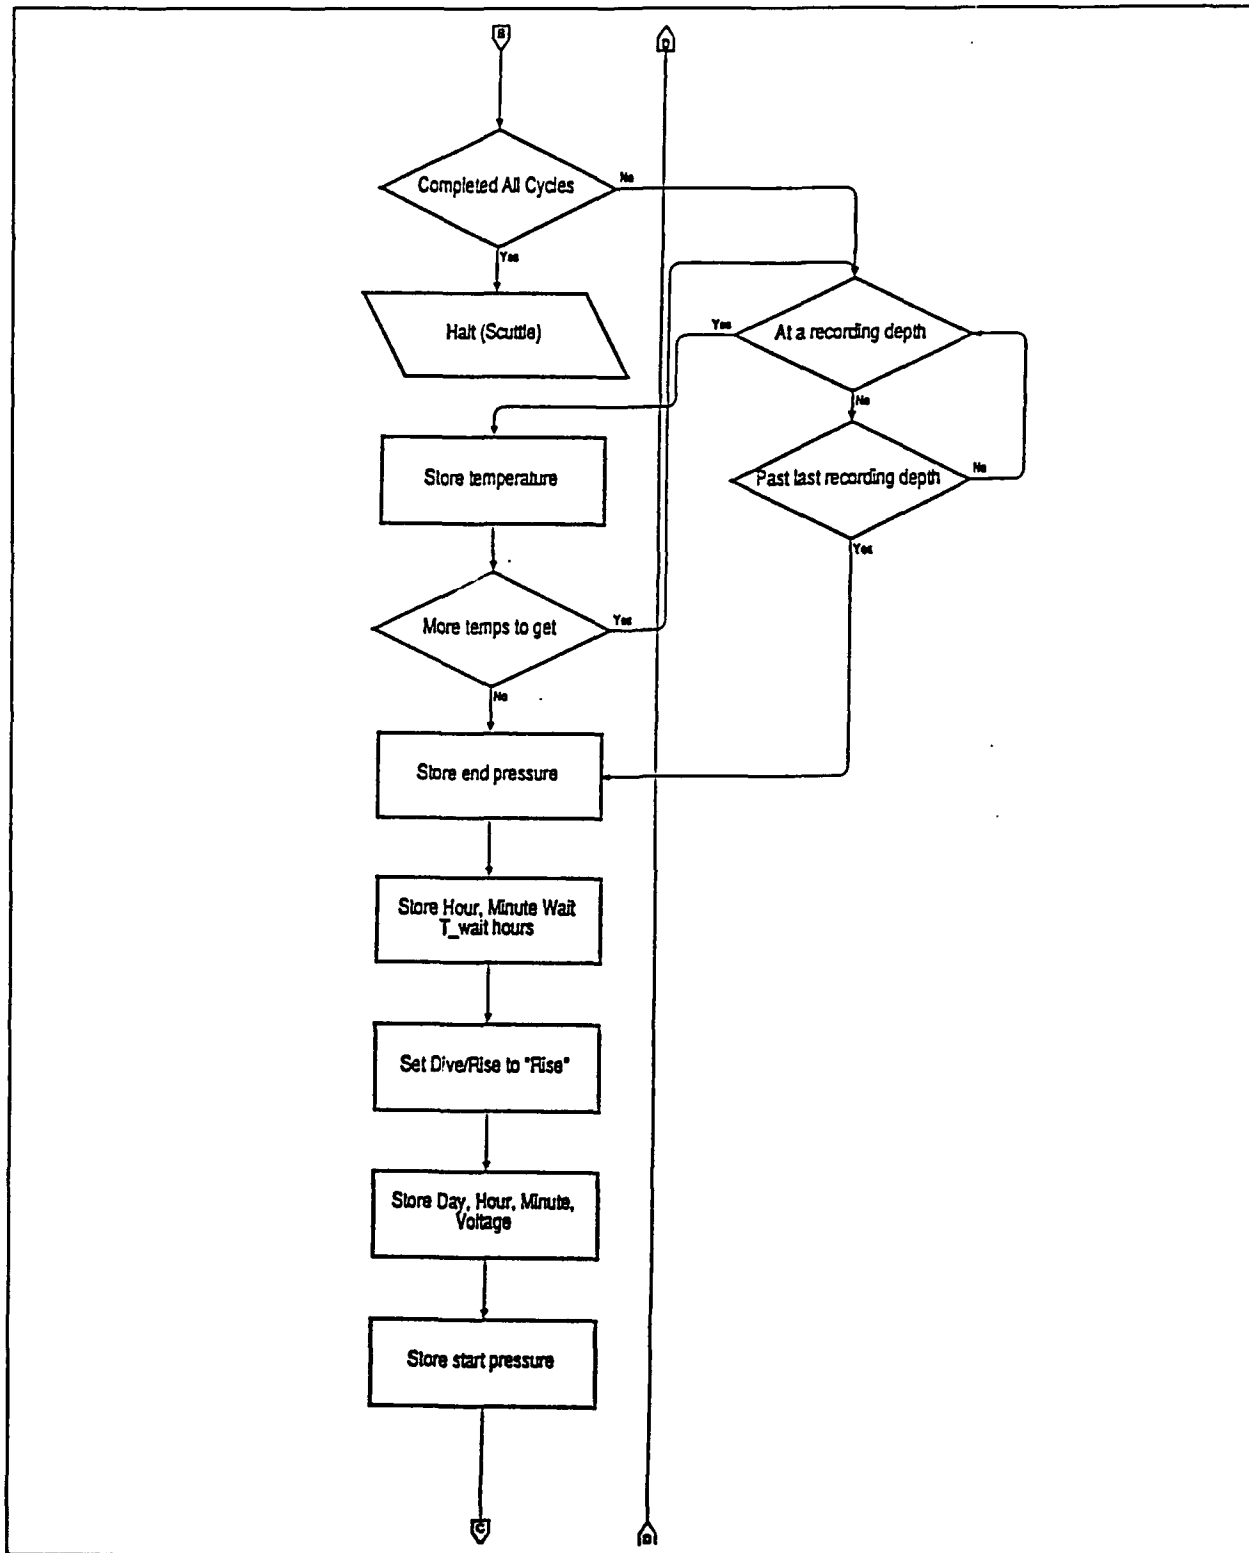 B
D
Completed All Cycles
No
Yes
Halt (Scuttle)
At a recording depth
Yes
No
Store temperature
Past last recording depth
No
Yes
More temps to get
Yes
No
Store end pressure
Store Hour, Minute Wait
T_wait hours
Set Dive/Rise to "Rise"
Store Day, Hour, Minute,
Voltage
Store start pressure
C
D